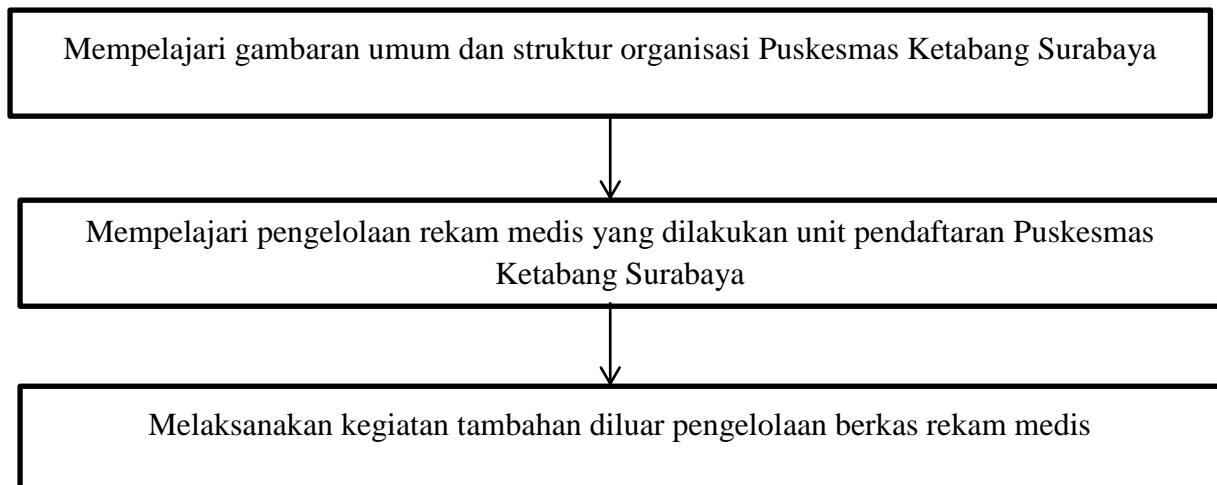 Mempelajari gambaran umum dan struktur organisasi Puskesmas Ketabang Surabaya
Mempelajari pengelolaan rekam medis yang dilakukan unit pendaftaran Puskesmas
Ketabang Surabaya
Melaksanakan kegiatan tambahan diluar pengelolaan berkas rekam medis